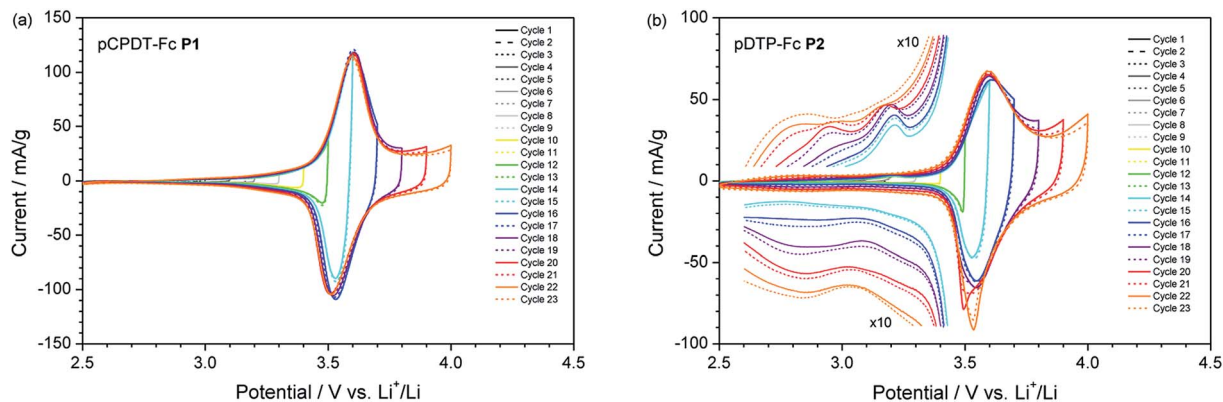 (a)
pCPDT-Fc P1
Current / mA/g
150
100
50
0
-50
-100
-150
2.5
3.0
3.5
4.0
4.5
Potential / V vs. Li⁺/Li
Cycle 1
Cycle 2
Cycle 3
Cycle 4
Cycle 5
Cycle 6
Cycle 7
Cycle 8
Cycle 9
Cycle 10
Cycle 11
Cycle 12
Cycle 13
Cycle 14
Cycle 15
Cycle 16
Cycle 17
Cycle 18
Cycle 19
Cycle 20
Cycle 21
Cycle 22
Cycle 23
(b)
pDTP-Fc P2
x10
x10
Current / mA/g
100
50
0
-50
-100
2.5
3.0
3.5
4.0
4.5
Potential / V vs. Li⁺/Li
Cycle 1
Cycle 2
Cycle 3
Cycle 4
Cycle 5
Cycle 6
Cycle 7
Cycle 8
Cycle 9
Cycle 10
Cycle 11
Cycle 12
Cycle 13
Cycle 14
Cycle 15
Cycle 16
Cycle 17
Cycle 18
Cycle 19
Cycle 20
Cycle 21
Cycle 22
Cycle 23